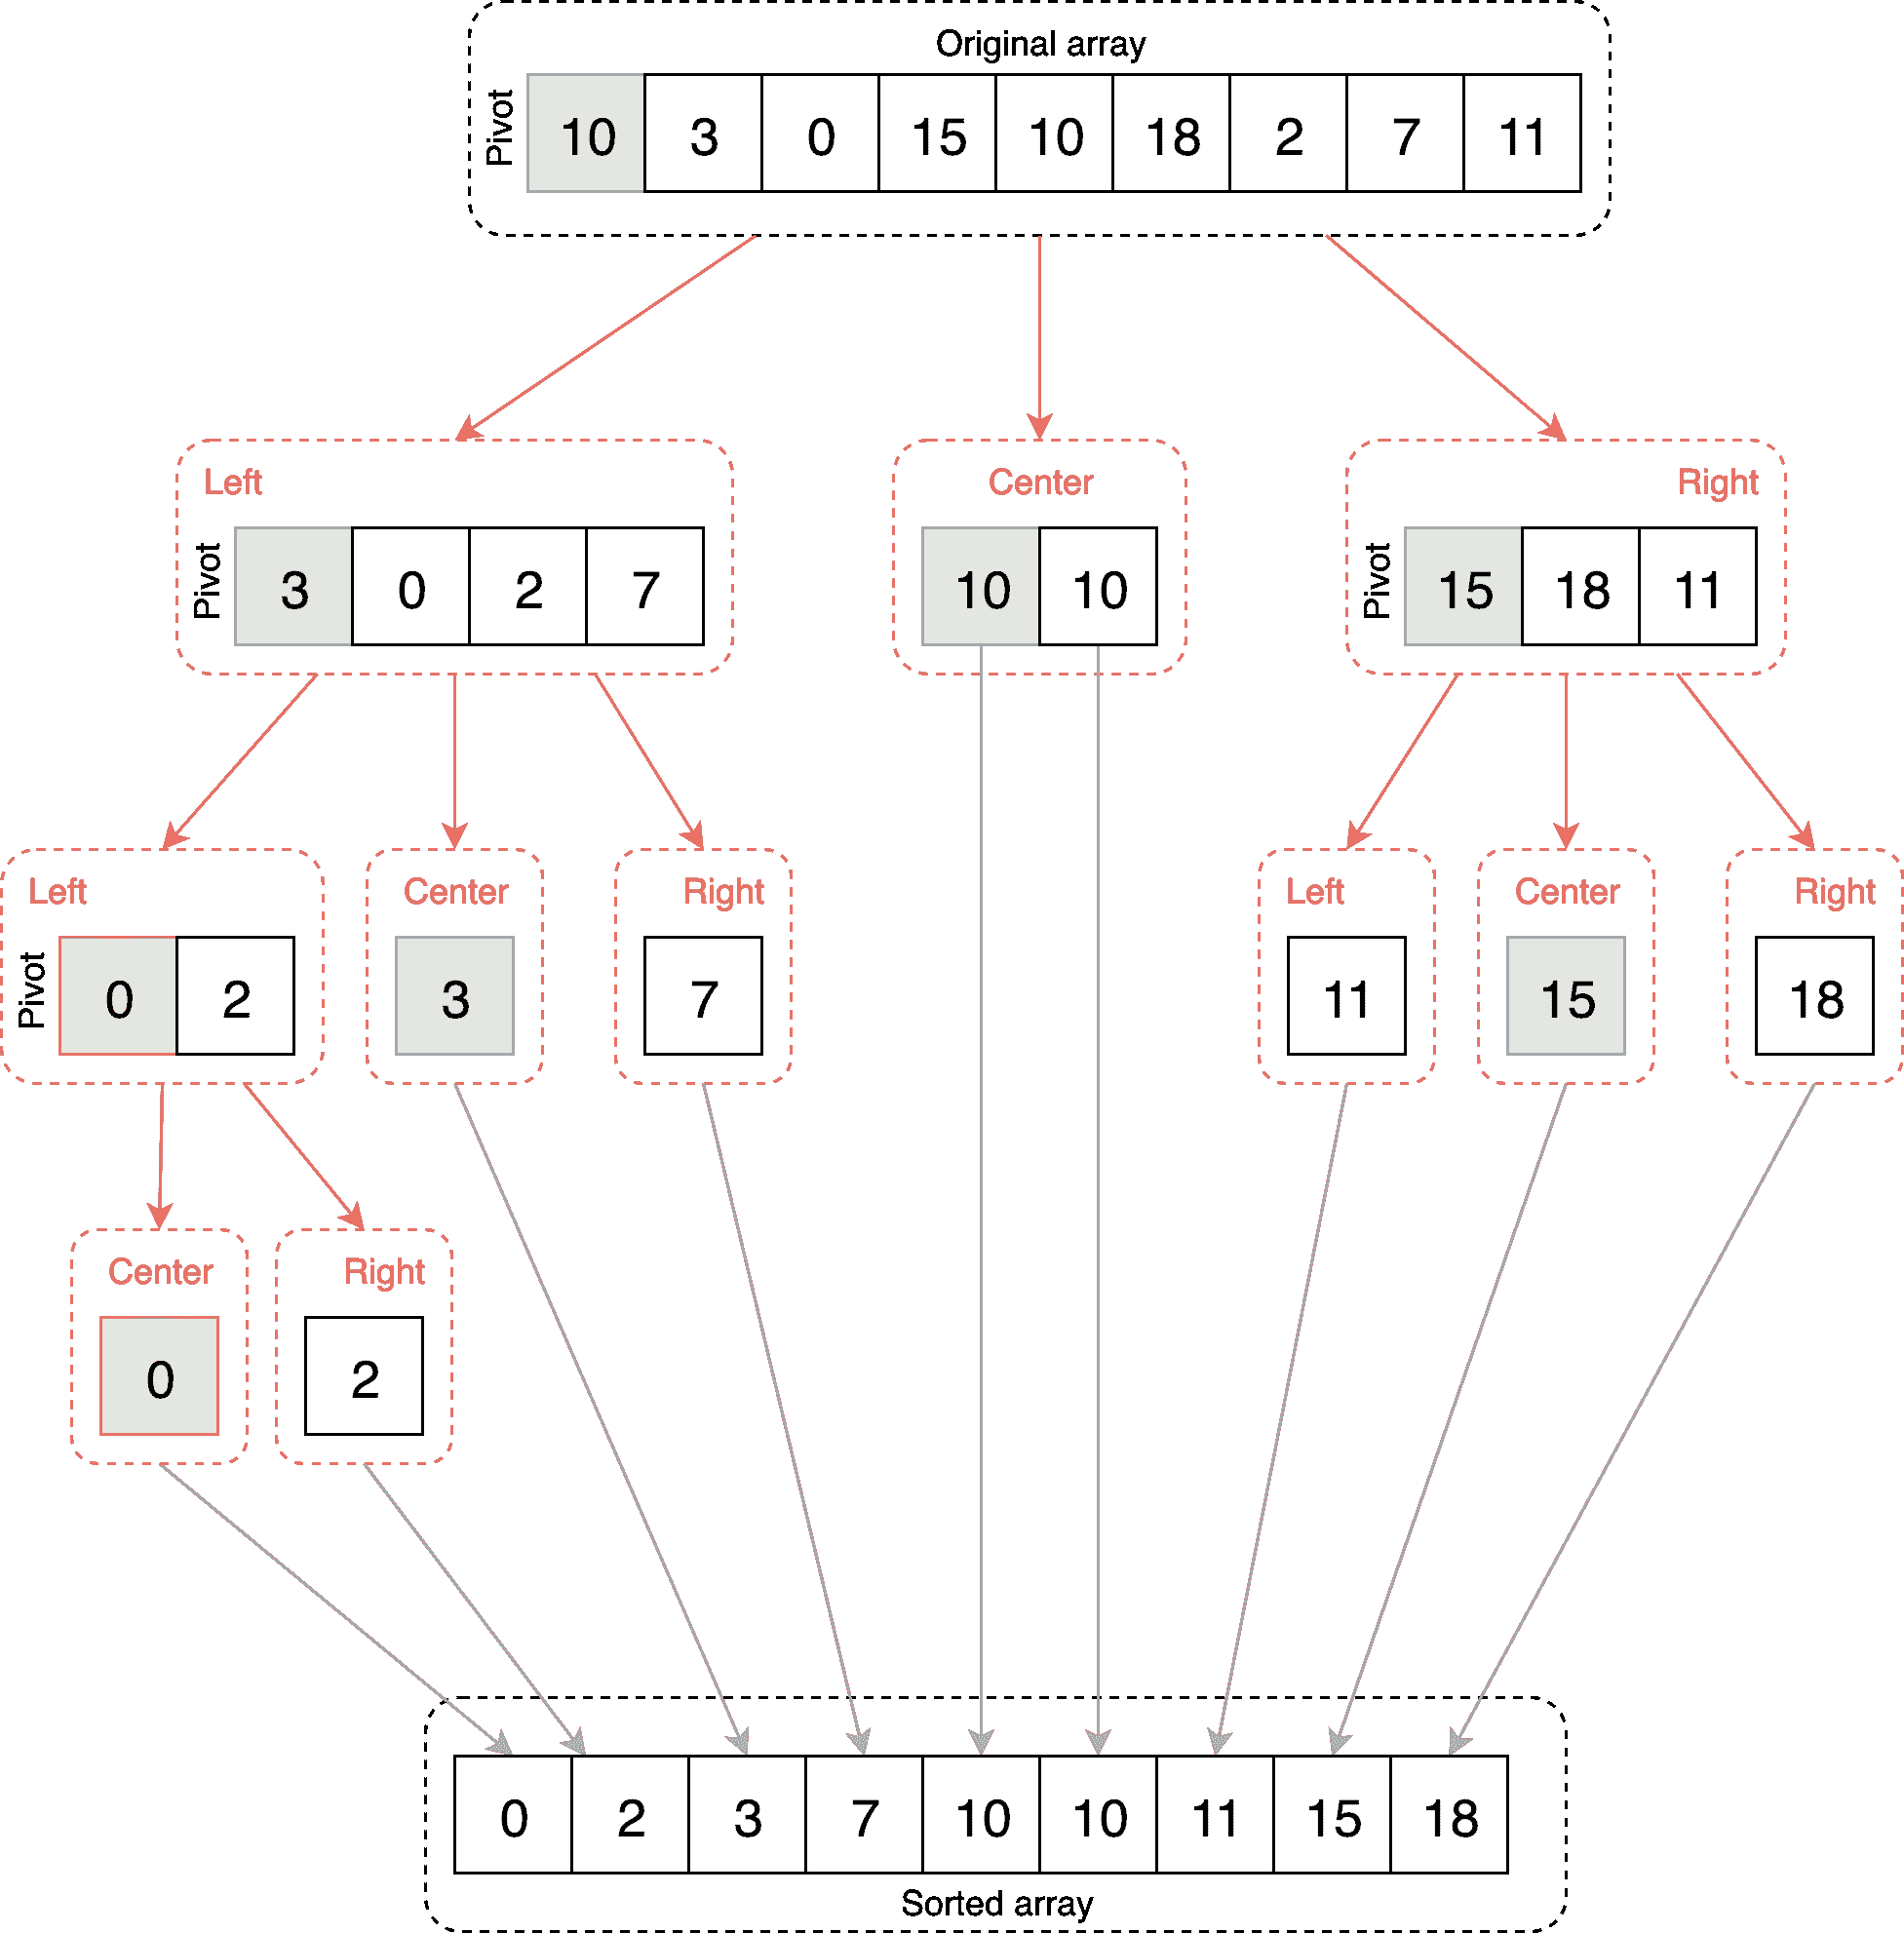 Original array
Pivot 10 3 0 15 10 18 2 7 11
Left
Pivot 3 0 2 7
Center
10 10
Right
Pivot 15 18 11
Left
Pivot 0 2
Center
3
Right
7
Left
11
Center
15
Right
18
Center
0
Right
2
0 2 3 7 10 10 11 15 18
Sorted array